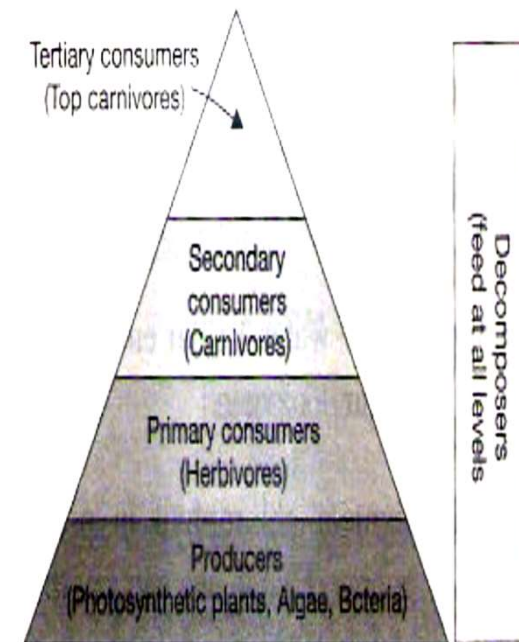 Tertiary consumers
(Top carnivores)
Secondary
consumers
(Carnivores)
Primary consumers
(Herbivores)
Producers
(Photosynthetic plants, Algae, Bcteria)
Decomposers
(feed at all levels